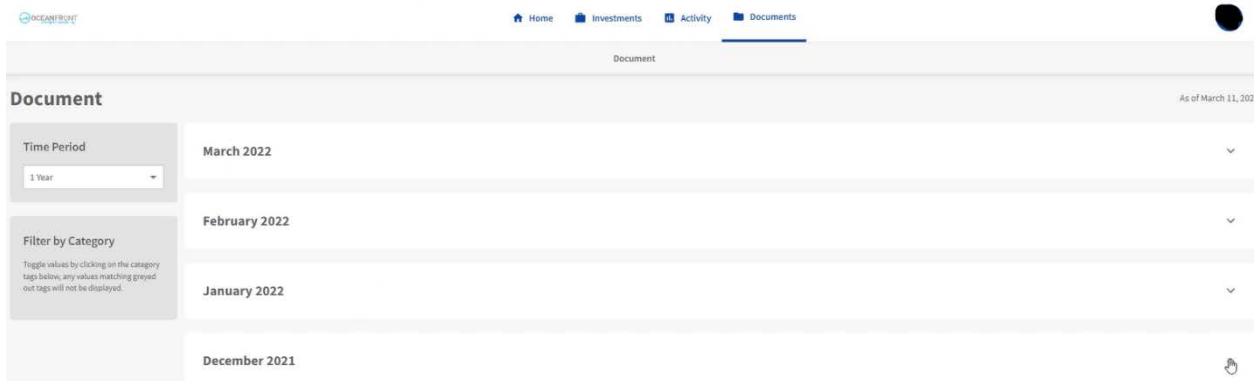 OCEANFRONT
Home Investments Activity Documents
Document
Document
As of March 11, 202
Time Period
1 Year
Filter by Category
Toggle values by clicking on the category
tags below, any values matching greyed
out tags will not be displayed.
March 2022
February 2022
January 2022
December 2021